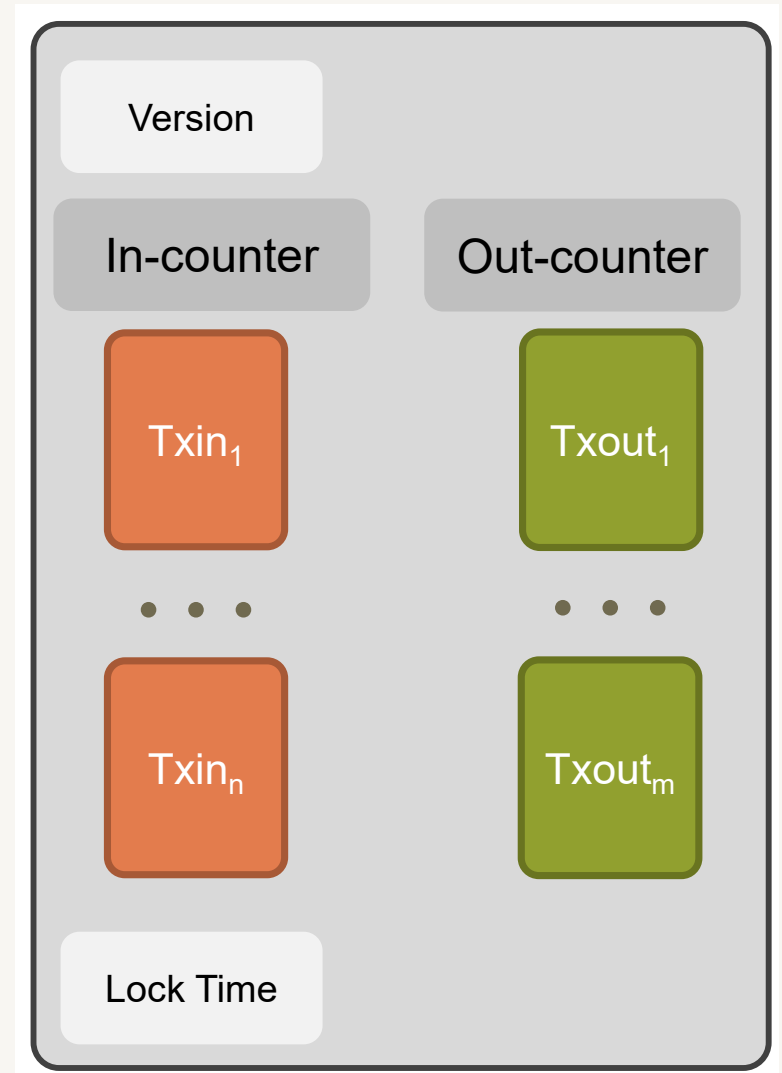 Version
In-counter
Out-counter
Txin₁
Txout₁
Txinₙ
Txoutₘ
Lock Time